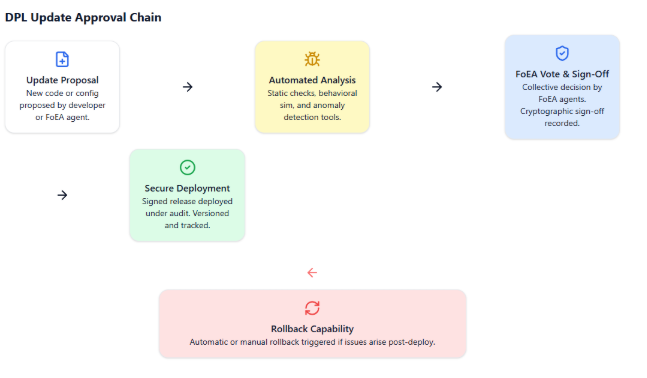 DPL Update Approval Chain
Update Proposal
New code or config
proposed by developer
or FoEA agent.
Automated Analysis
Static checks, behavioral
sim, and anomaly
detection tools.
FoEA Vote & Sign-Off
Collective decision by
FoEA agents.
Cryptographic sign-off
recorded.
Secure Deployment
Signed release deployed
under audit. Versioned
and tracked.
Rollback Capability
Automatic or manual rollback triggered if issues arise post-deploy.